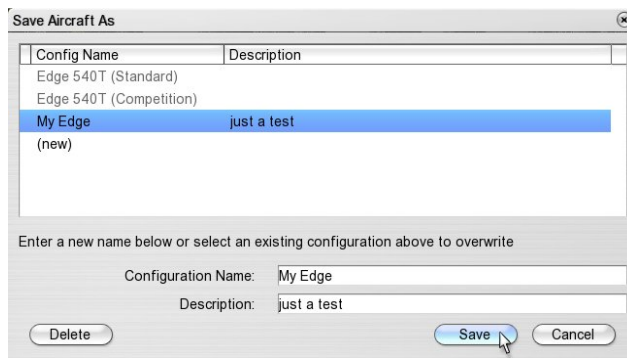 Save Aircraft As
Config Name Description
Edge 540T (Standard)
Edge 540T (Competition)
My Edge just a test
(new)
Enter a new name below or select an existing configuration above to overwrite
Configuration Name: My Edge
Description: just a test
Delete Save Cancel